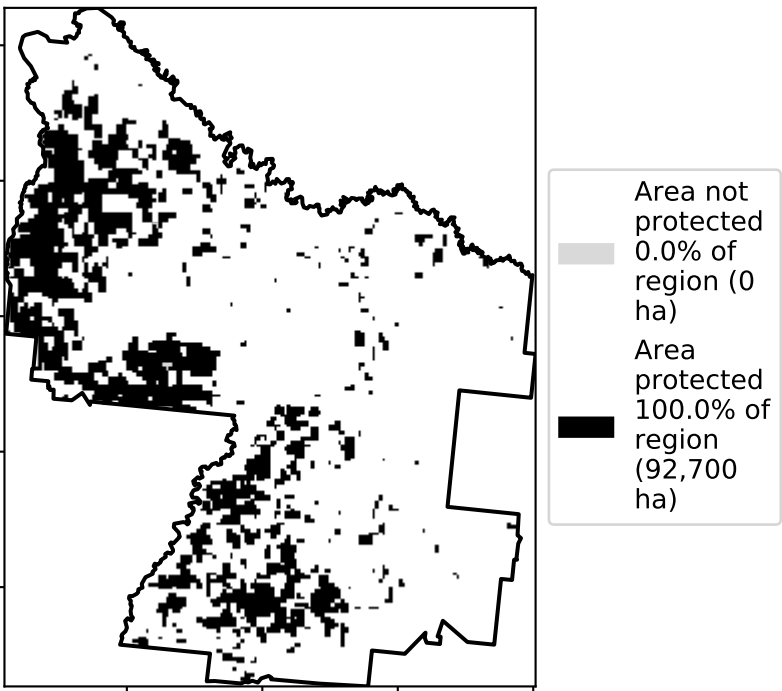 Area not
protected
0.0% of
region (0
ha)
Area
protected
100.0% of
region
(92,700
ha)